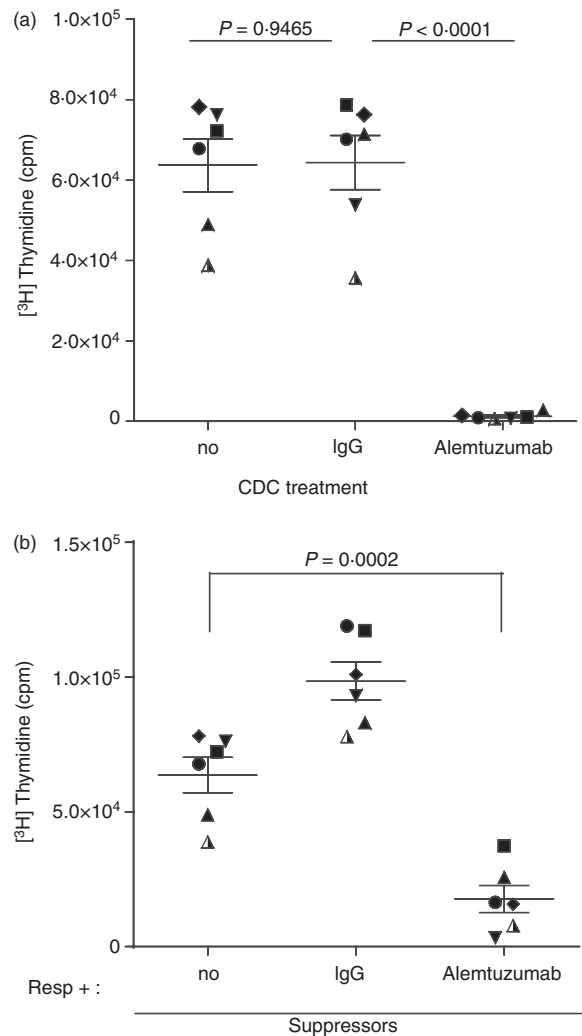 (a)
1·0×10⁵
P = 0·9465
P < 0·0001
8·0×10⁴
6·0×10⁴
4·0×10⁴
2·0×10⁴
0
[³H] Thymidine (cpm)
no
IgG
Alemtuzumab
CDC treatment
(b)
1.5×10⁵
P = 0·0002
1·0×10⁵
5·0×10⁴
0
[³H] Thymidine (cpm)
no
IgG
Alemtuzumab
Resp + :
Suppressors